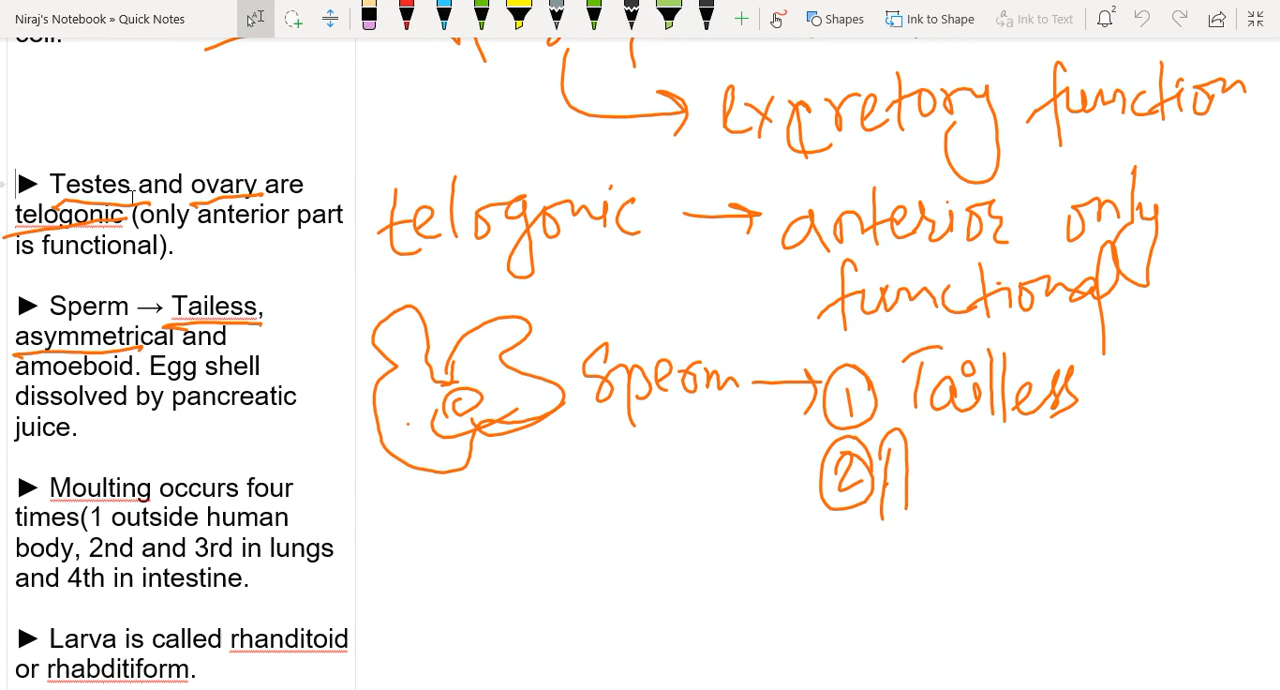 Niraj's Notebook » Quick Notes
Shapes
Ink to Shape
Ink to Text
2
excretory function
► Testes and ovary are
telogonic (only anterior part
is functional).
telogonic → anterior only
functional
► Sperm → Tailess,
asymmetrical and
amoeboid. Egg shell
dissolved by pancreatic
juice.
Sperm → 1 Tailless
2
► Moulting occurs four
times(1 outside human
body, 2nd and 3rd in lungs
and 4th in intestine.
► Larva is called rhanditoid
or rhabditiform.